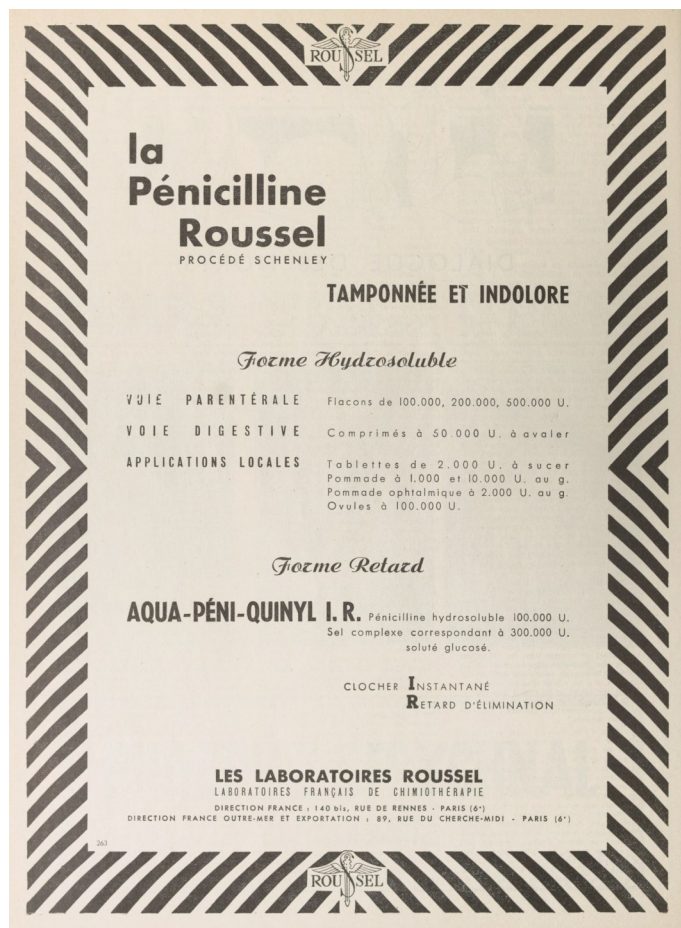 ROUSSEL
la
Pénicilline
Roussel
PROCÉDÉ SCHENLEY
TAMPONNÉE ET INDOLORE
Forme Hydrosoluble
VOIE PARENTÉRALE Flacons de 100.000, 200.000, 500.000 U.
VOIE DIGESTIVE Comprimés à 50.000 U. à avaler
APPLICATIONS LOCALES Tablettes de 2.000 U. à sucer
Pommade à 1.000 et 10.000 U. au g.
Pommade ophtalmique à 2.000 U. au g.
Ovules à 100.000 U.
Forme Retard
AQUA-PÉNI-QUINYL I. R. Pénicilline hydrosoluble 100.000 U.
Sel complexe correspondant à 300.000 U.
soluté glucosé.
CLOCHER INSTANTANÉ
RETARD D'ÉLIMINATION
LES LABORATOIRES ROUSSEL
LABORATOIRES FRANÇAIS DE CHIMIOTHÉRAPIE
DIRECTION FRANCE : 140 bis, RUE DE RENNES - PARIS (6e)
DIRECTION FRANCE OUTRE-MER ET EXPORTATION : 89, RUE DU CHERCHE-MIDI - PARIS (6e)
263
ROUSSEL